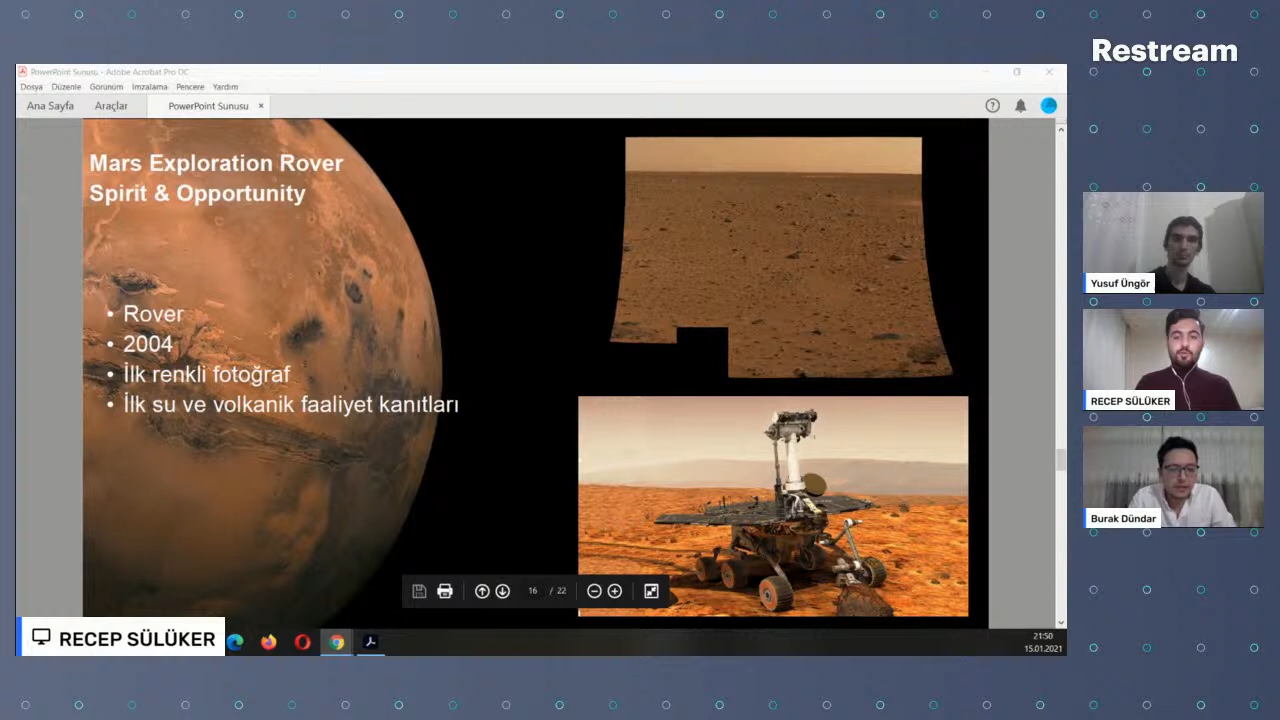 Restream
PowerPoint Sunusu - Adobe Acrobat Pro DC
Dosya Düzenle Görünüm İmzalama Pencere Yardım
Ana Sayfa Araçlar PowerPoint Sunusu ×
Mars Exploration Rover
Spirit & Opportunity
• Rover
• 2004
• İlk renkli fotoğraf
• İlk su ve volkanik faaliyet kanıtları
16 / 22
Yusuf Üngör
RECEP SÜLÜKER
Burak Dündar
RECEP SÜLÜKER
21:50
15.01.2021